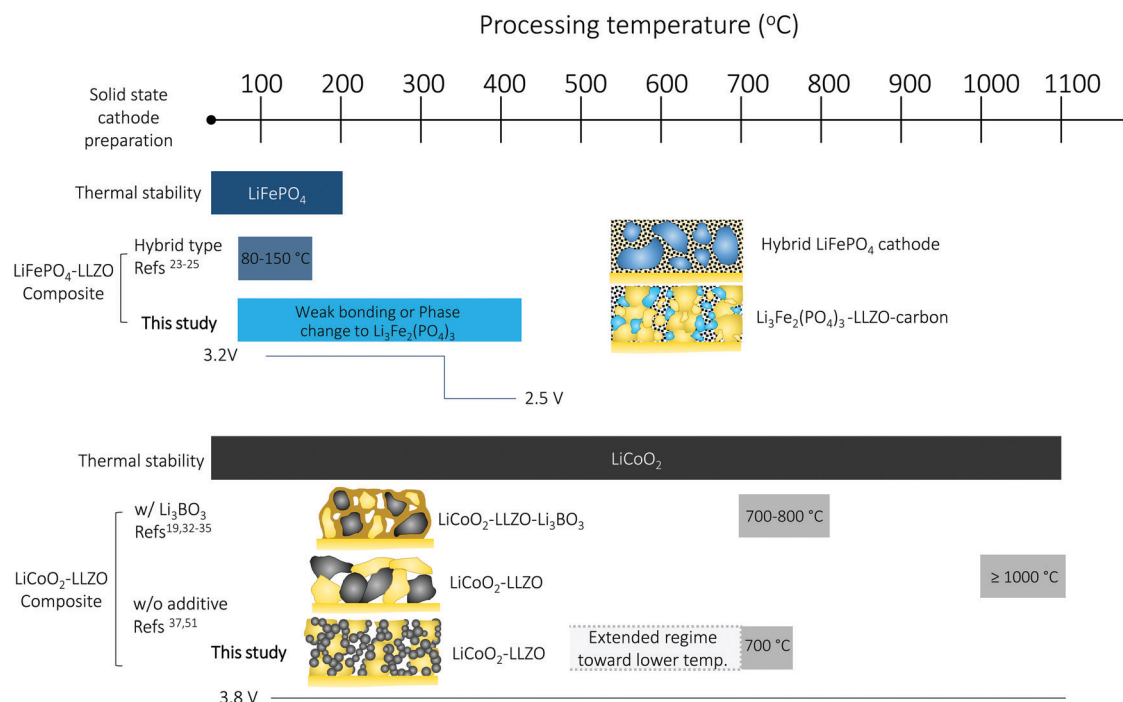 Processing temperature (°C)
Solid state
cathode
preparation
100 200 300 400 500 600 700 800 900 1000 1100
Thermal stability
LiFePO₄
LiFePO₄-LLZO
Composite
Hybrid type
Refs ²³⁻²⁵
80-150 °C
Hybrid LiFePO₄ cathode
This study
Weak bonding or Phase
change to Li₃Fe₂(PO₄)₃
Li₃Fe₂(PO₄)₃-LLZO-carbon
3.2V
2.5 V
Thermal stability
LiCoO₂
LiCoO₂-LLZO
Composite
w/ Li₃BO₃
Refs¹⁹,³²⁻³⁵
LiCoO₂-LLZO-Li₃BO₃
700-800 °C
LiCoO₂-LLZO
≥ 1000 °C
w/o additive
Refs ³⁷,⁵¹
This study
LiCoO₂-LLZO
Extended regime
toward lower temp.
700 °C
3.8 V